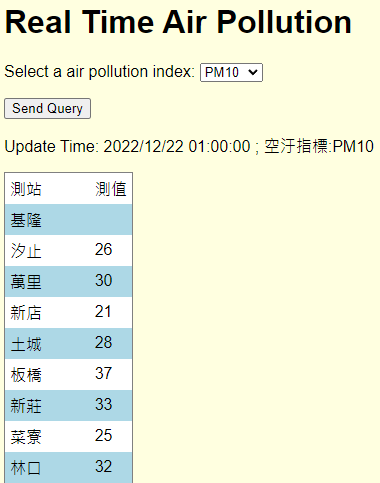 Real Time Air Pollution
Select a air pollution index: PM10
Send Query
Update Time: 2022/12/22 01:00:00 ; 空汙指標:PM10
測站 測值
基隆
汐止 26
萬里 30
新店 21
土城 28
板橋 37
新莊 33
菜寮 25
林口 32